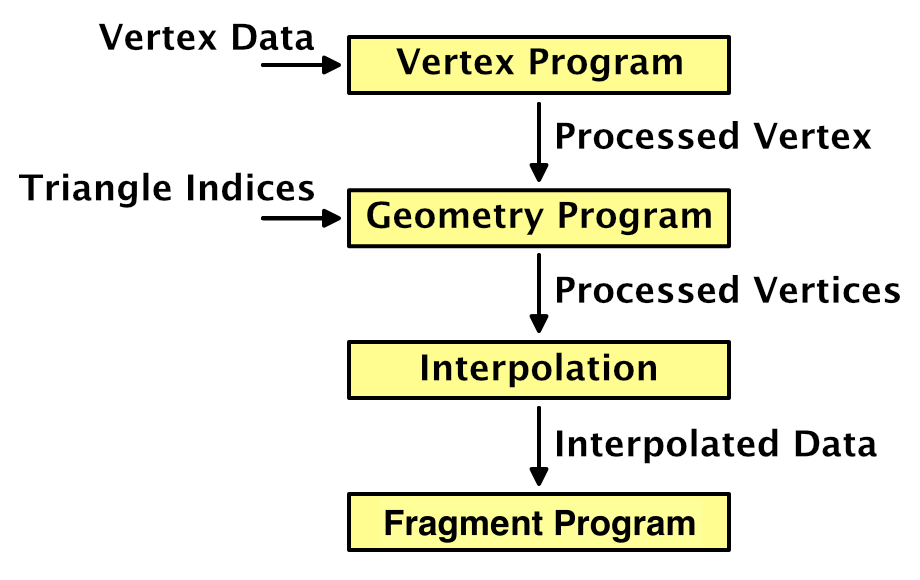 Vertex Data
Vertex Program
Processed Vertex
Triangle Indices
Geometry Program
Processed Vertices
Interpolation
Interpolated Data
Fragment Program